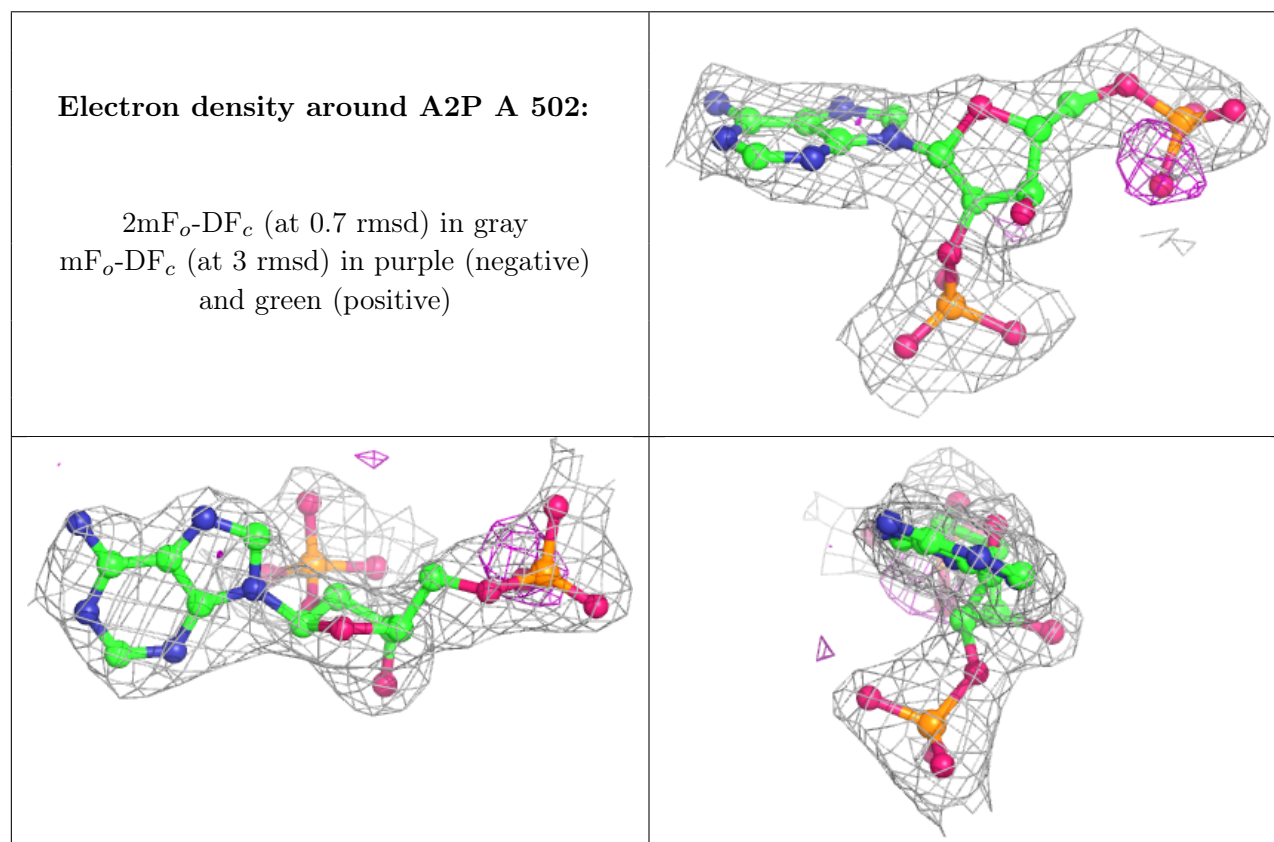 Electron density around A2P A 502:
2mFo-DFc (at 0.7 rmsd) in gray
mFo-DFc (at 3 rmsd) in purple (negative)
and green (positive)